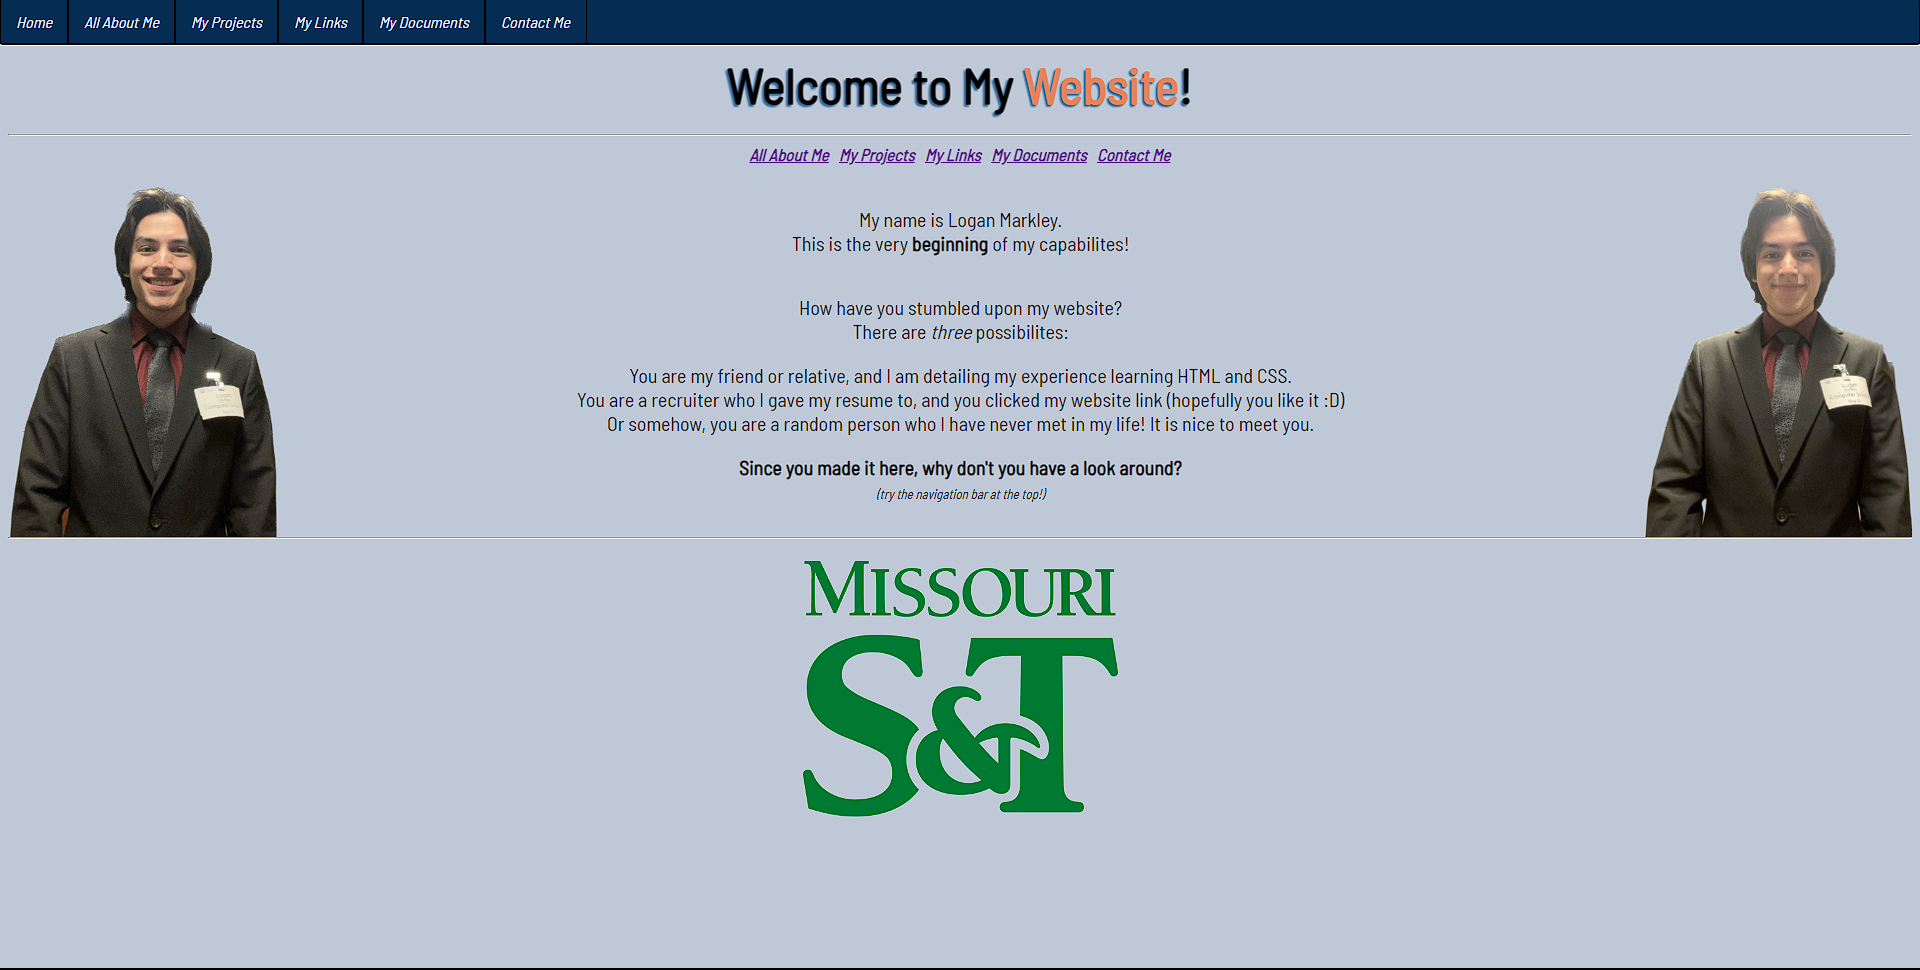 Home All About Me My Projects My Links My Documents Contact Me
Welcome to My Website!
All About Me My Projects My Links My Documents Contact Me
My name is Logan Markley.
This is the very beginning of my capabilites!
How have you stumbled upon my website?
There are three possibilites:
You are my friend or relative, and I am detailing my experience learning HTML and CSS.
You are a recruiter who I gave my resume to, and you clicked my website link (hopefully you like it :D)
Or somehow, you are a random person who I have never met in my life! It is nice to meet you.
Since you made it here, why don't you have a look around?
(try the navigation bar at the top!)
MISSOURI
S&T